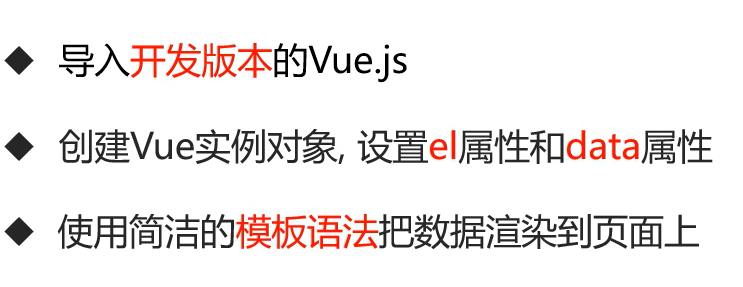 ◆ 导入开发版本的Vue.js
◆ 创建Vue实例对象, 设置el属性和data属性
◆ 使用简洁的模板语法把数据渲染到页面上